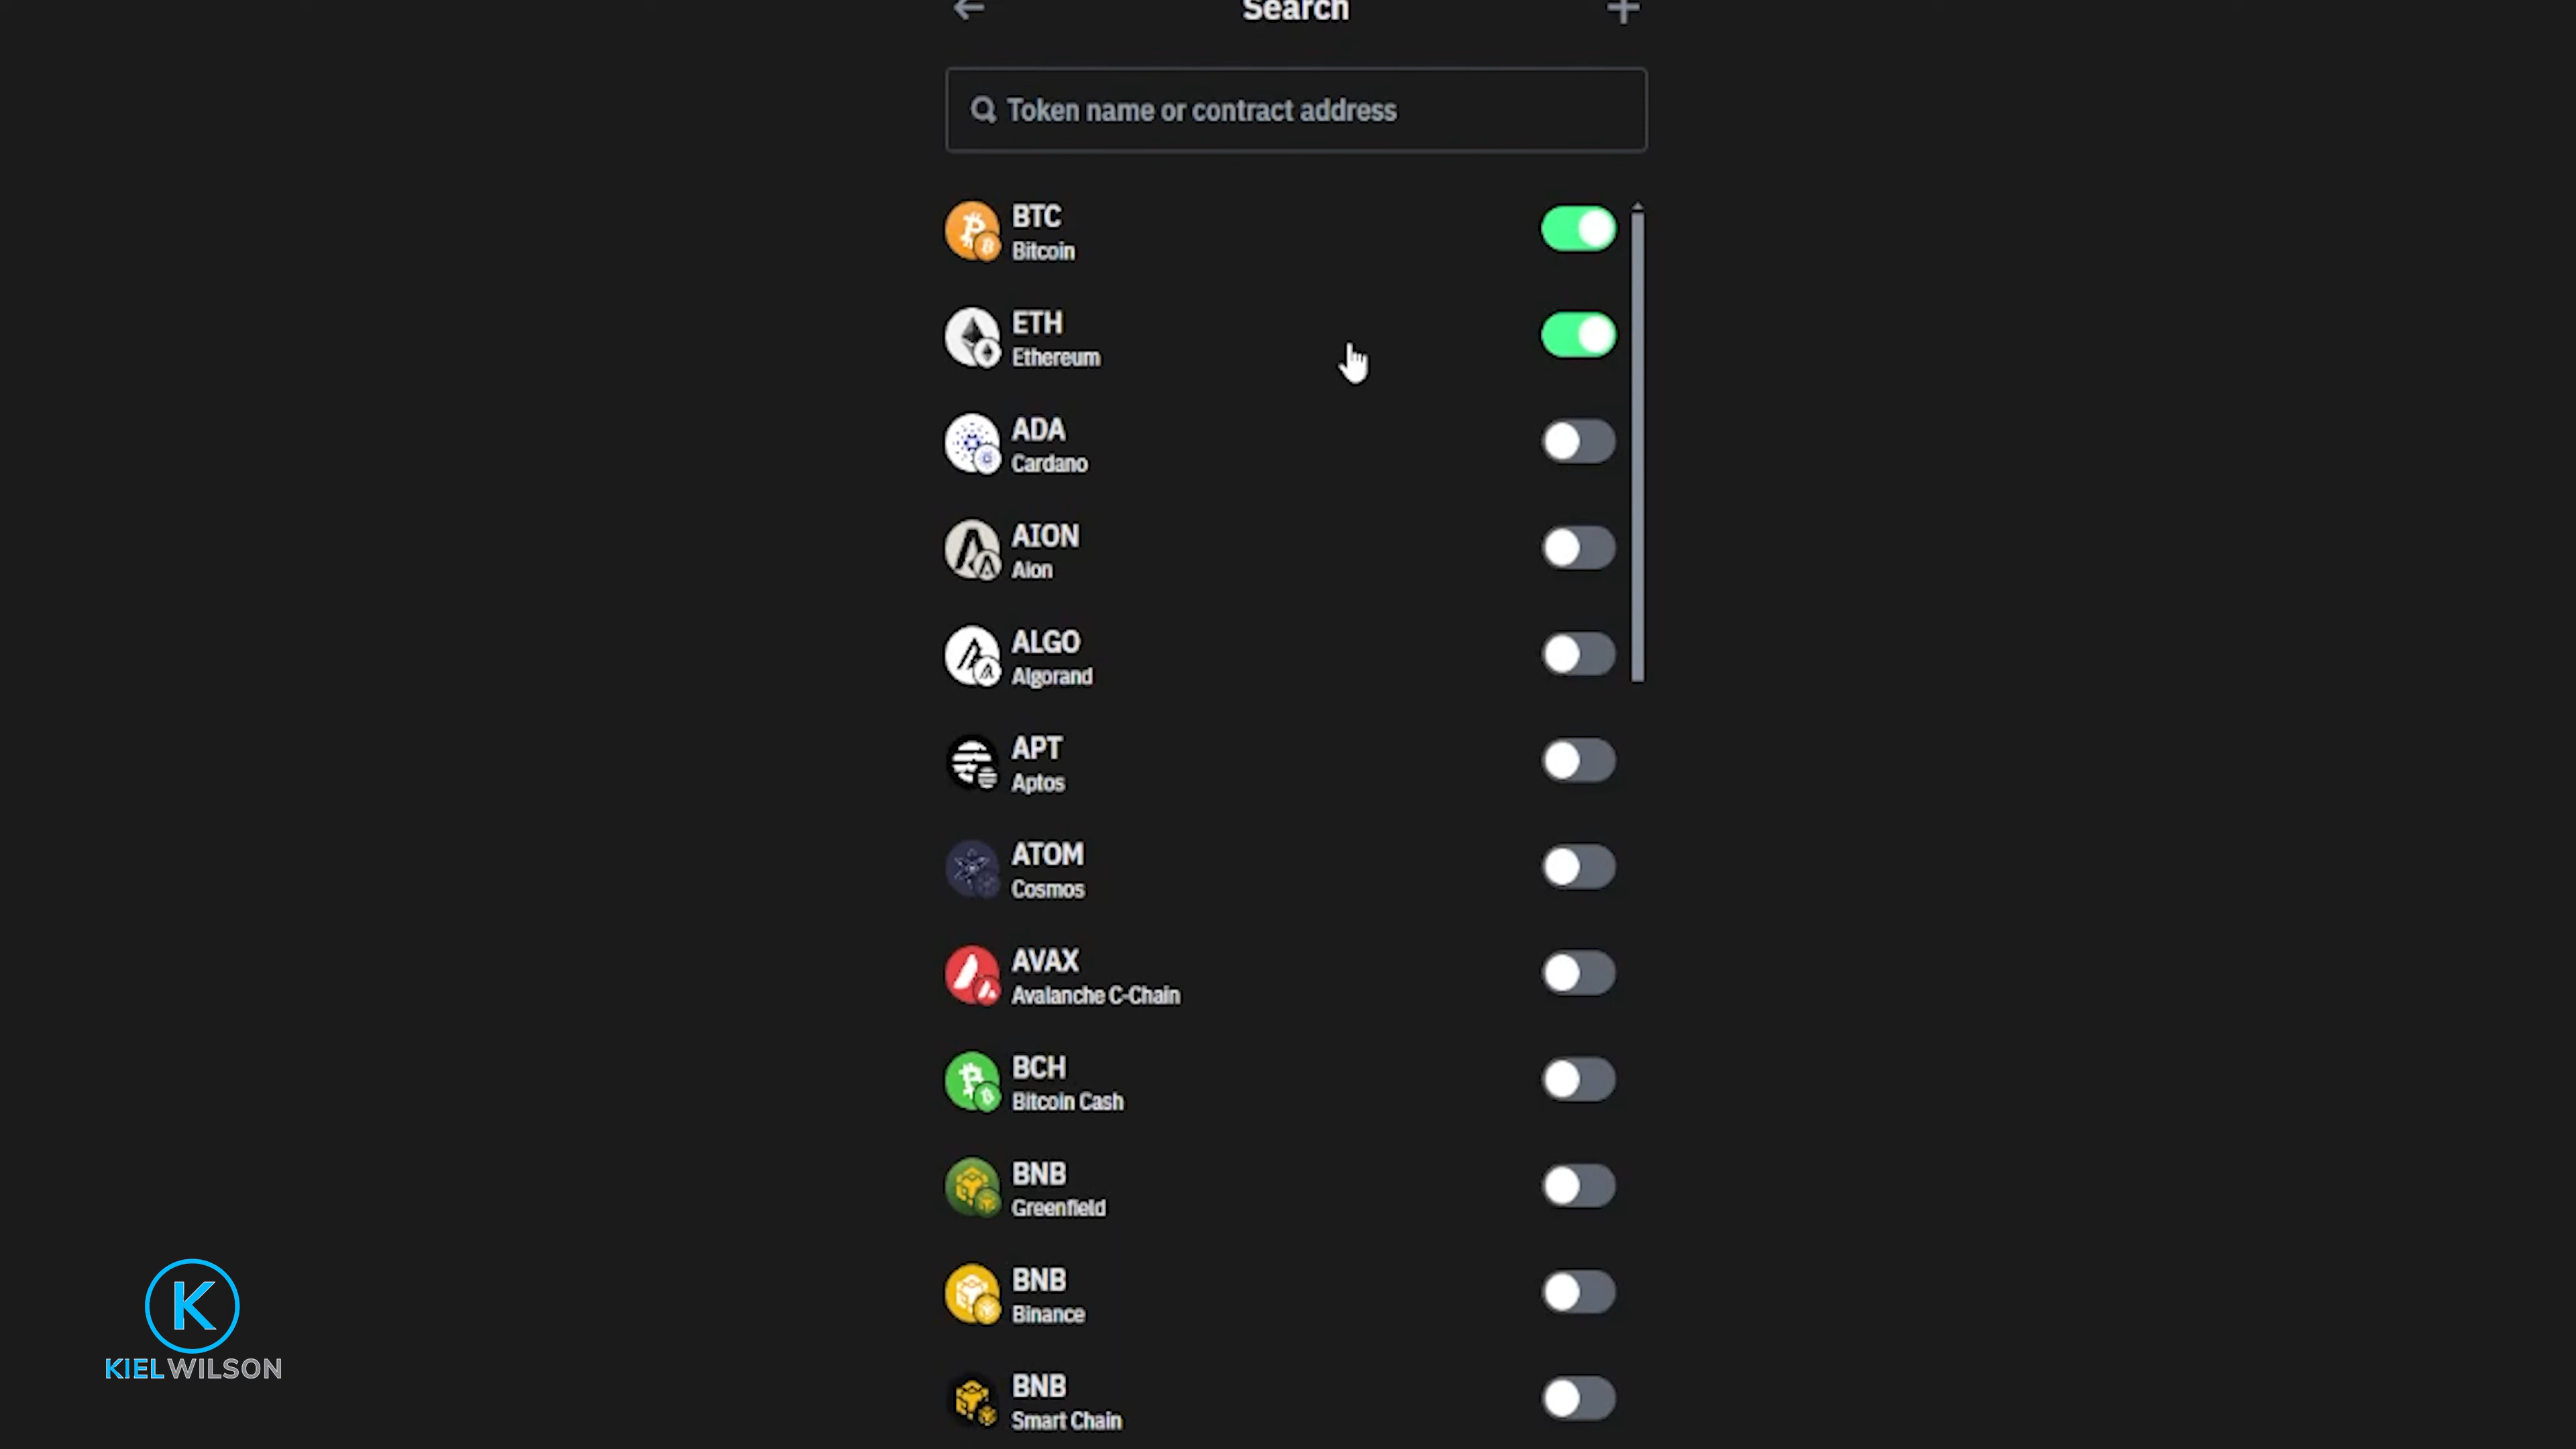 Search
Token name or contract address
BTC
Bitcoin
ETH
Ethereum
ADA
Cardano
AION
Aion
ALGO
Algorand
APT
Aptos
ATOM
Cosmos
AVAX
Avalanche C-Chain
BCH
Bitcoin Cash
BNB
Greenfield
BNB
Binance
BNB
Smart Chain
K
KIELWILSON